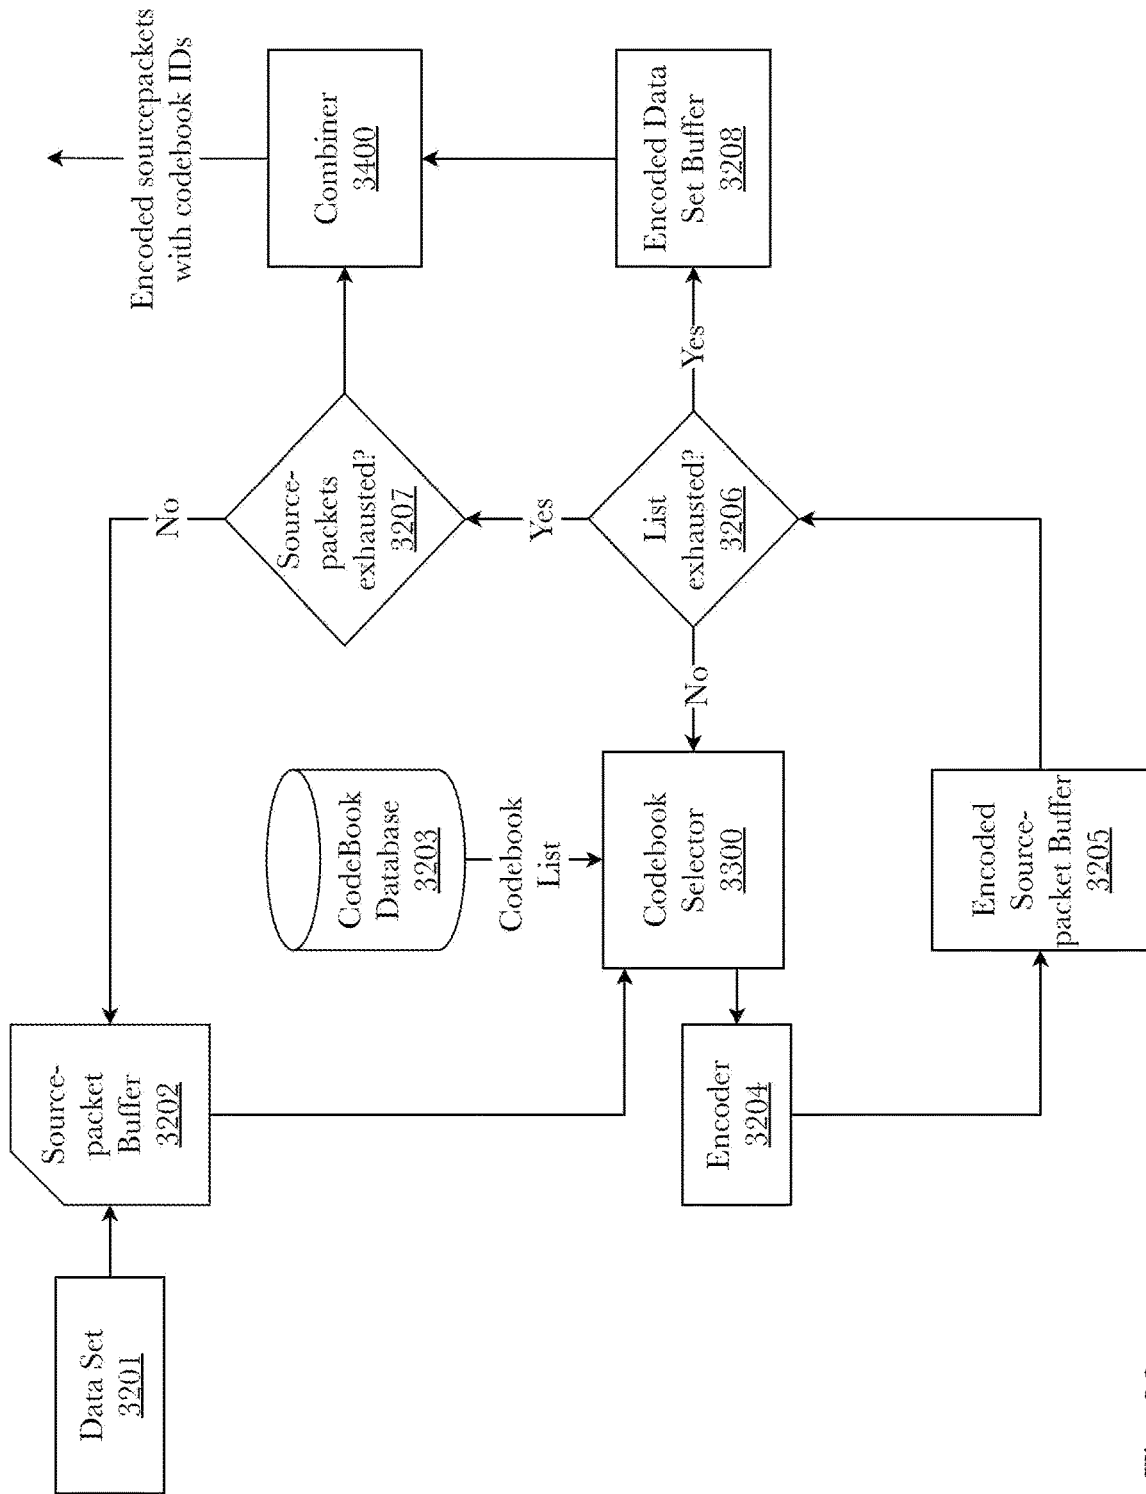 Data Set
3201
Source-
packet
Buffer
3202
CodeBook
Database
3203
Codebook
List
Codebook
Selector
3300
Encoder
3204
Encoded
Source-
packet Buffer
3205
No
List
exhausted?
3206
Yes
Yes
Source-
packets
exhausted?
3207
No
Encoded Data
Set Buffer
3208
Combiner
3400
Encoded sourcepackets
with codebook IDs